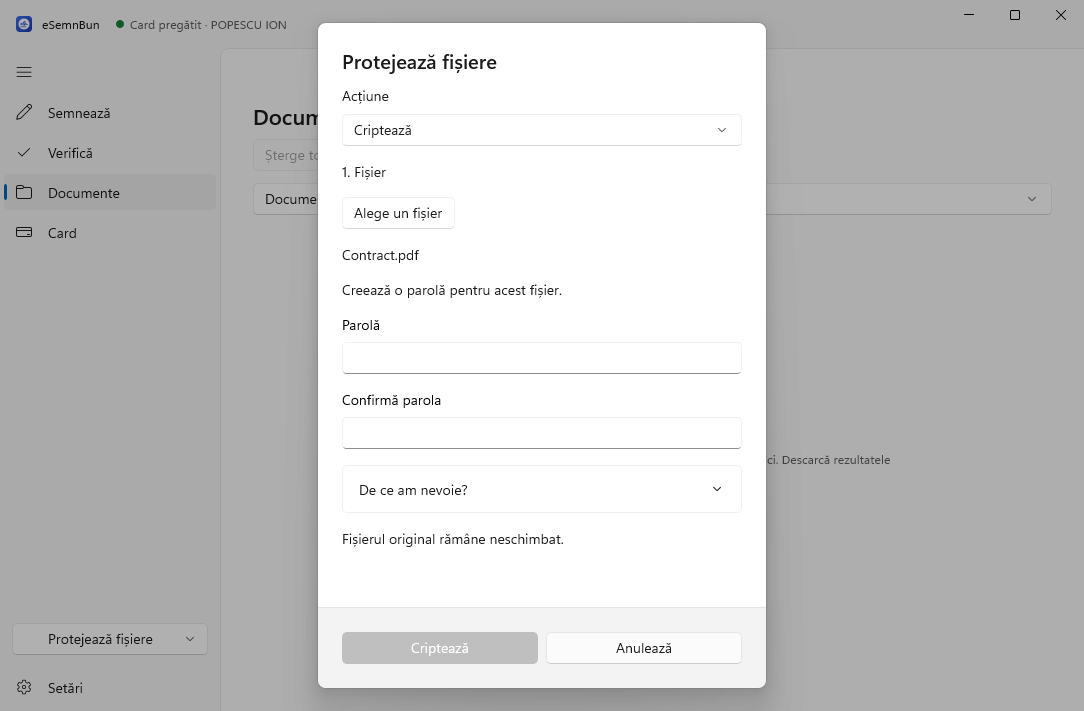 eSemnBun
Card pregătit · POPESCU ION
Semnează
Verifică
Documente
Card
Protejează fișiere
Setări
Docum
Șterge to
Docume
ci. Descarcă rezultatele
Protejează fișiere
Acțiune
Criptează
1. Fișier
Alege un fișier
Contract.pdf
Creează o parolă pentru acest fișier.
Parolă
Confirmă parola
De ce am nevoie?
Fișierul original rămâne neschimbat.
Criptează
Anulează